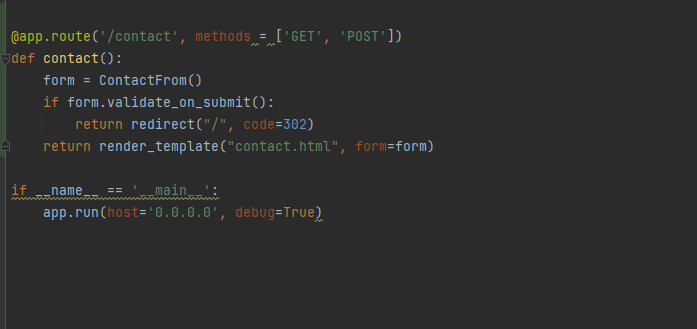 @app.route('/contact', methods = ['GET', 'POST'])
def contact():
    form = ContactFrom()
    if form.validate_on_submit():
        return redirect("/", code=302)
    return render_template("contact.html", form=form)
if __name__ == '__main__':
    app.run(host='0.0.0.0', debug=True)